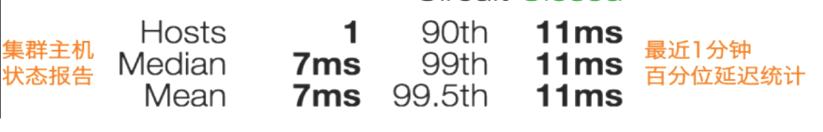 Hosts 1 90th 11ms
集群主机 Median 7ms 99th 11ms 最近1分钟
状态报告 Mean 7ms 99.5th 11ms 百分位延迟统计